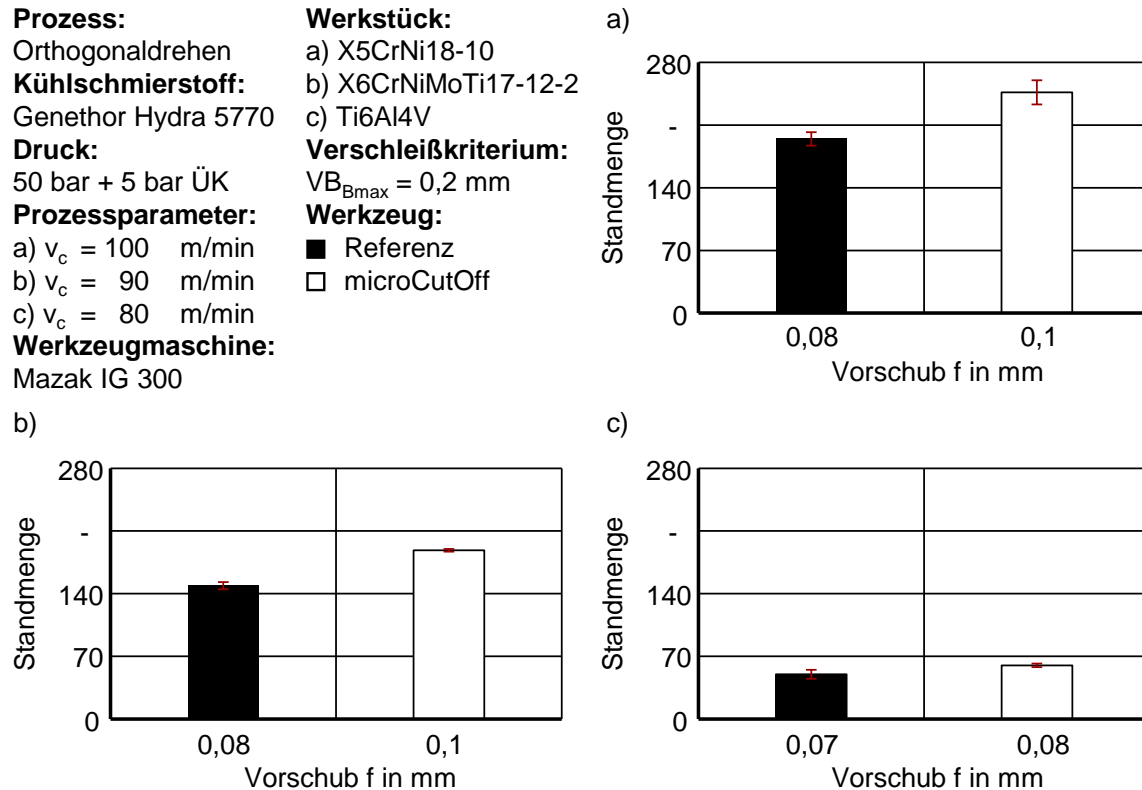 Prozess:
Orthogonaldrehen
Kühlschmierstoff:
Genethor Hydra 5770
Druck:
50 bar + 5 bar ÜK
Prozessparameter:
a) vc = 100 m/min
b) vc = 90 m/min
c) vc = 80 m/min
Werkzeugmaschine:
Mazak IG 300
Werkstück:
a) X5CrNi18-10
b) X6CrNiMoTi17-12-2
c) Ti6Al4V
Verschleißkriterium:
VBBmax = 0,2 mm
Werkzeug:
Referenz
microCutOff
a)
Standmenge
280
-
140
70
0
0,08 0,1
Vorschub f in mm
b)
Standmenge
280
-
140
70
0
0,08 0,1
Vorschub f in mm
c)
Standmenge
280
-
140
70
0
0,07 0,08
Vorschub f in mm